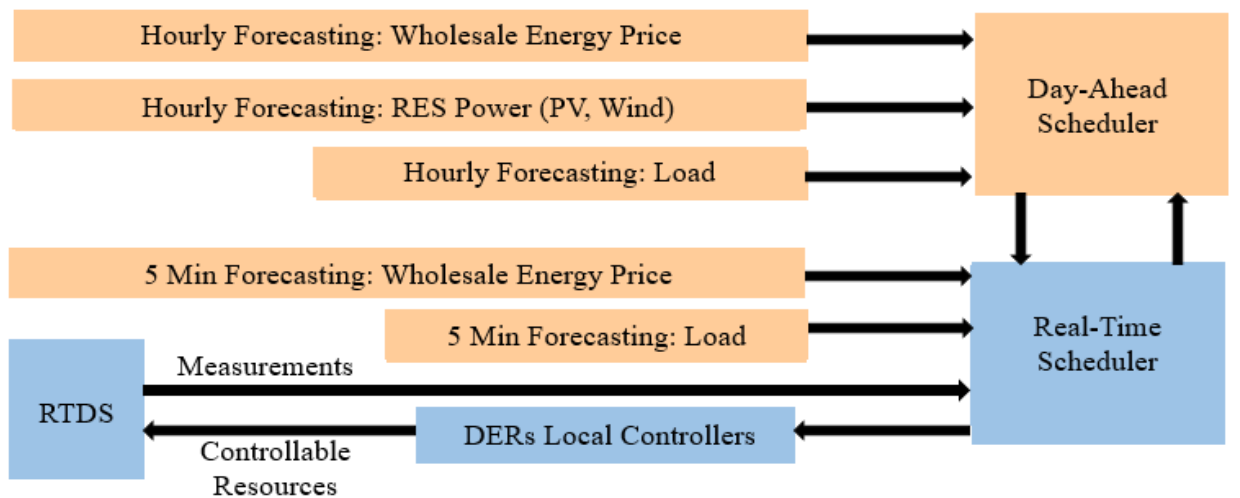 Hourly Forecasting: Wholesale Energy Price
Hourly Forecasting: RES Power (PV, Wind)
Hourly Forecasting: Load
Day-Ahead
Scheduler
5 Min Forecasting: Wholesale Energy Price
5 Min Forecasting: Load
Real-Time
Scheduler
RTDS
Measurements
DERs Local Controllers
Controllable
Resources